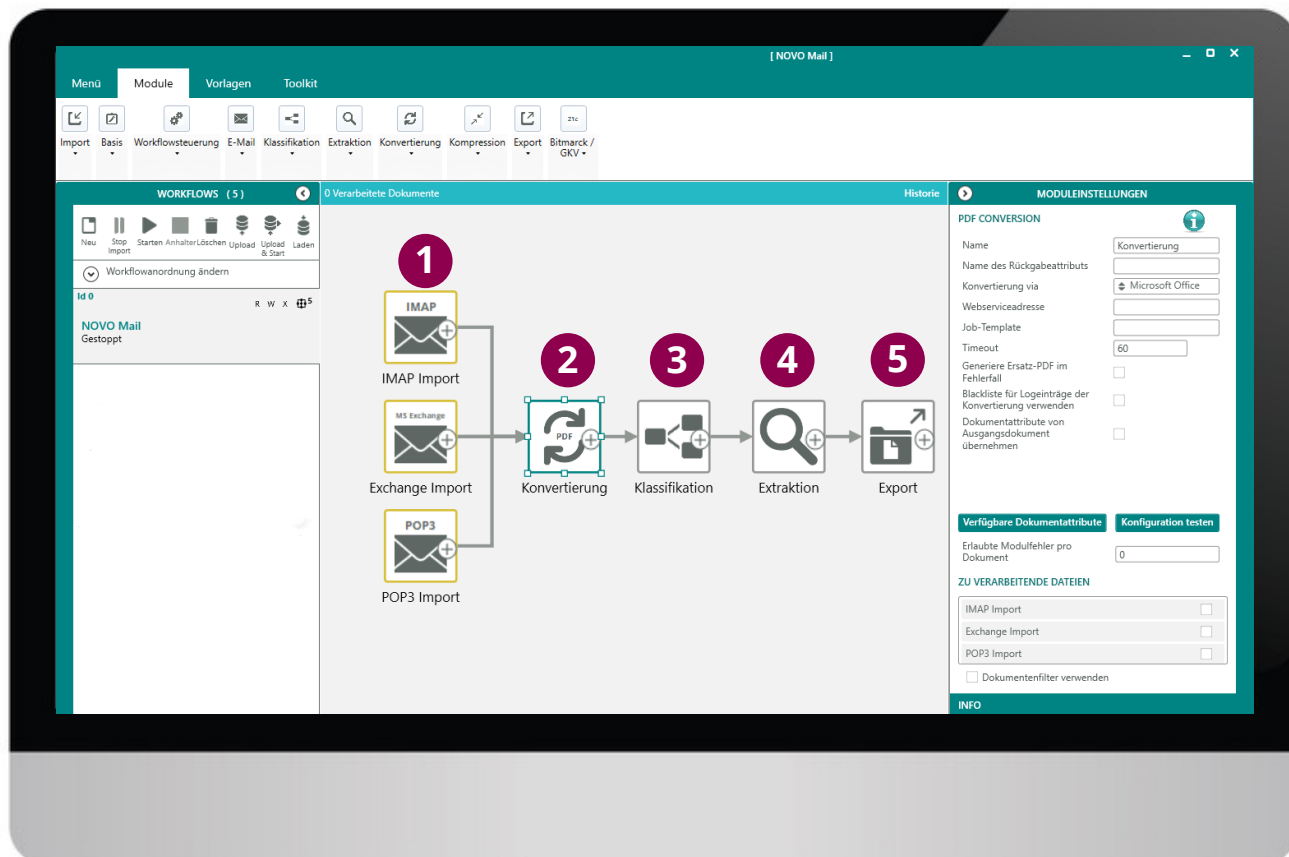 [ NOVO Mail ]
Menü Module Vorlagen Toolkit
Import Basis Workflowsteuerung E-Mail Klassifikation Extraktion Konvertierung Kompression Export Bitmarck /
GKV
21c
WORKFLOWS ( 5 )
Neu Stop Starten Anhalten Löschen Upload Upload Laden
Import & Start
Workflowanordnung ändern
Id 0
R W X 5
NOVO Mail
Gestoppt
0 Verarbeitete Dokumente Historie
1
IMAP
IMAP Import
2 3 4 5
MS Exchange
PDF
Exchange Import Konvertierung Klassifikation Extraktion Export
POP3
POP3 Import
MODULEINSTELLUNGEN
PDF CONVERSION
i
Name Konvertierung
Name des Rückgabeattributs
Konvertierung via Microsoft Office
Webserviceadresse
Job-Template
Timeout 60
Generiere Ersatz-PDF im
Fehlerfall
Blackliste für Logeinträge der
Konvertierung verwenden
Dokumentattribute von
Ausgangsdokument
übernehmen
Verfügbare Dokumentattribute Konfiguration testen
Erlaubte Modulfehler pro
Dokument 0
ZU VERARBEITENDE DATEIEN
IMAP Import
Exchange Import
POP3 Import
Dokumentenfilter verwenden
INFO